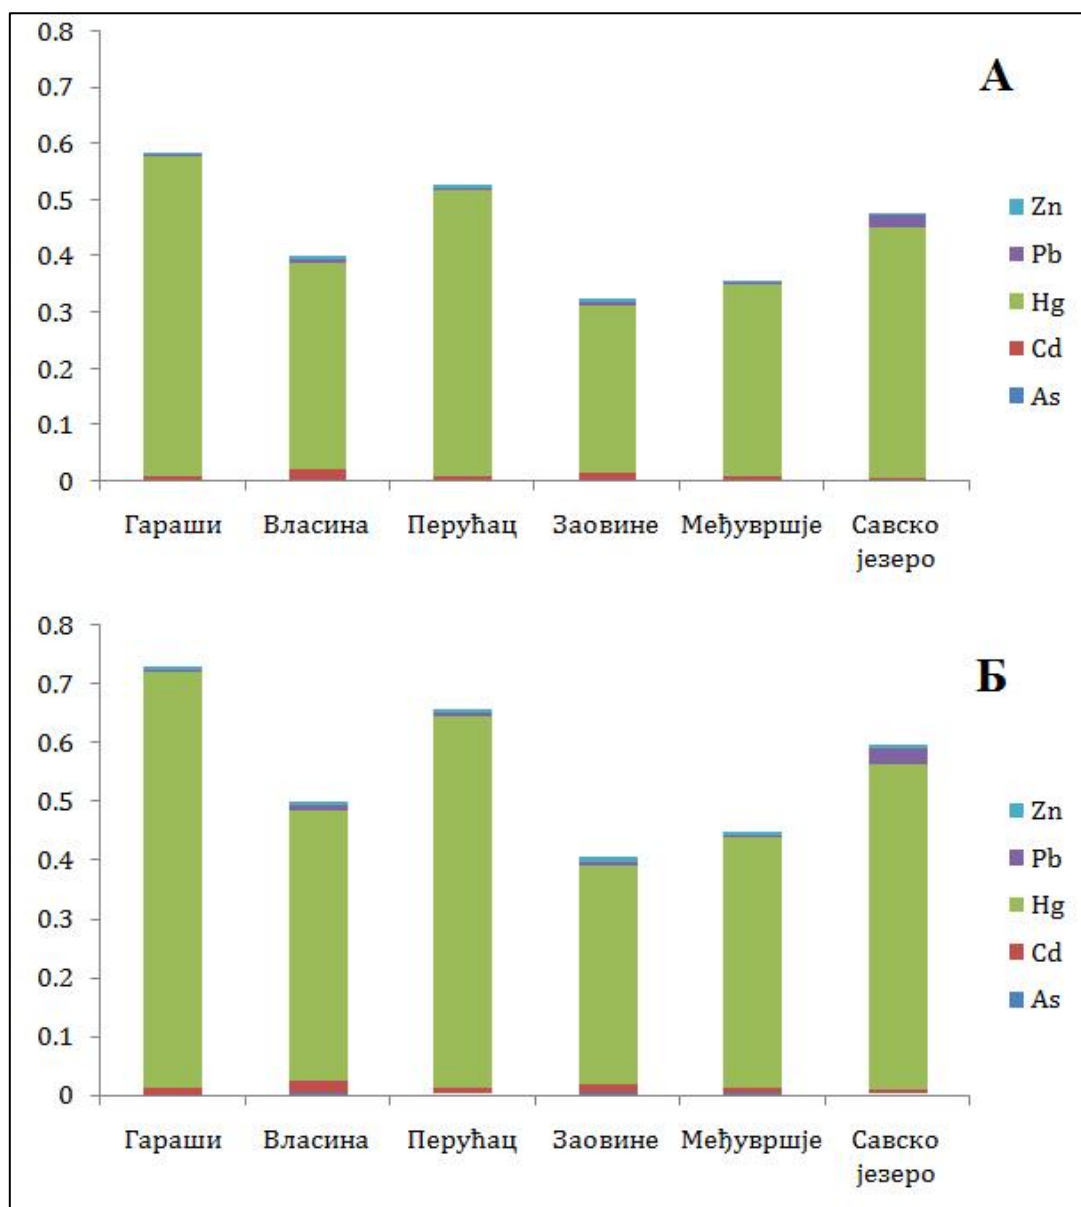 А
0.8
0.7
0.6
0.5
0.4
0.3
0.2
0.1
0
Zn
Pb
Hg
Cd
As
Гараши Власина Перућац Заовине Међувршје Савско
језеро
Б
0.8
0.7
0.6
0.5
0.4
0.3
0.2
0.1
0
Zn
Pb
Hg
Cd
As
Гараши Власина Перућац Заовине Међувршје Савско
језеро